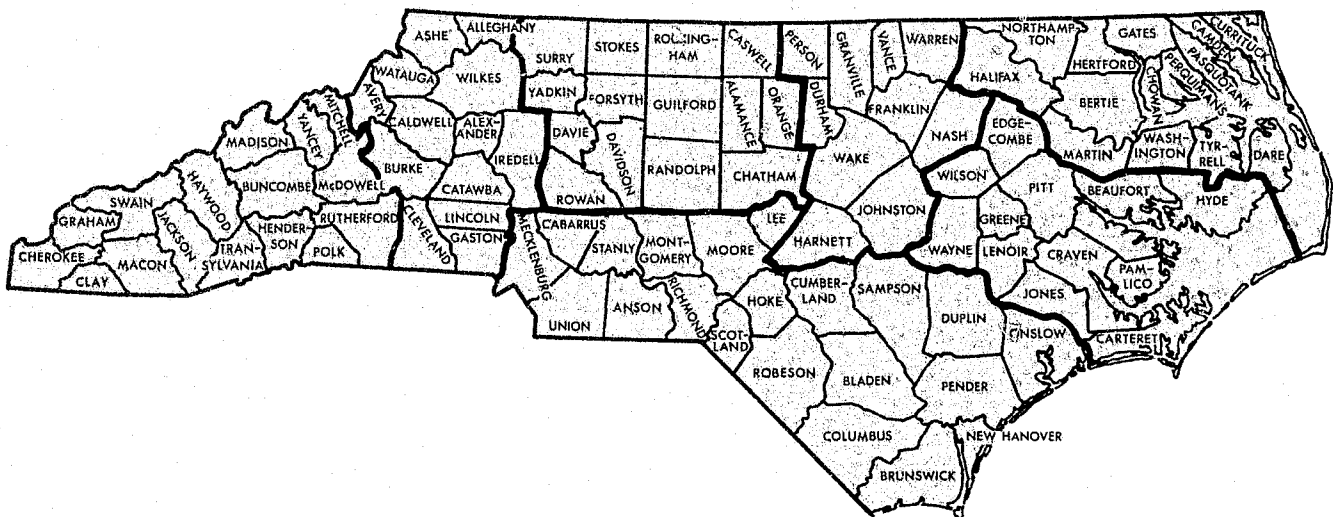 ASHE
ALLEGHANY
SURRY
STOKES
ROCKING-
HAM
CASWELL
PERSON
GRANVILLE
VANCE
WARREN
NORTHAMP-
TON
GATES
CURRITUCK
CAMDEN
PASQUOTANK
PERQUIMANS
CHOWAN
HERTFORD
HALIFAX
BERTIE
WATAUGA
WILKES
YADKIN
FORSYTH
GUILFORD
ALAMANCE
ORANGE
DURHAM
FRANKLIN
NASH
EDGE-
COMBE
MARTIN
WASH-
INGTON
TYR-
RELL
DARE
MITCHELL
AVERY
CALDWELL
ALEX-
ANDER
IREDELL
DAVIE
DAVIDSON
RANDOLPH
CHATHAM
WAKE
WILSON
PITT
BEAUFORT
HYDE
MADISON
YANCEY
BURKE
CATAWBA
ROWAN
BUNCOMBE
McDOWELL
HAYWOOD
SWAIN
GRAHAM
JACKSON
CHEROKEE
MACON
CLAY
TRAN-
SYLVANIA
HENDER-
SON
POLK
RUTHERFORD
CLEVELAND
LINCOLN
GASTON
MECKLENBURG
CABARRUS
STANLY
MONT-
GOMERY
MOORE
LEE
HARNETT
JOHNSTON
GREENE
WAYNE
LENOIR
CRAVEN
PAM-
LICO
JONES
CARTERET
UNION
ANSON
RICHMOND
SCOT-
LAND
HOKE
CUMBER-
LAND
SAMPSON
DUPLIN
ONSLOW
ROBESON
BLADEN
PENDER
COLUMBUS
NEW HANOVER
BRUNSWICK